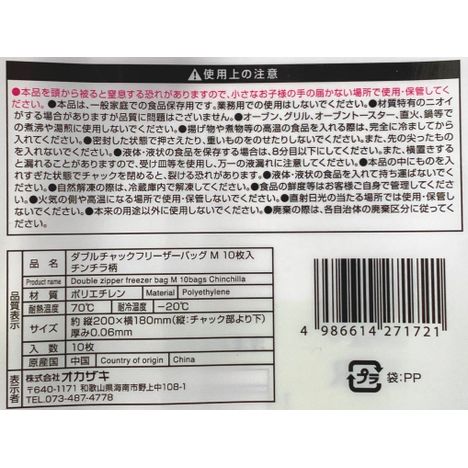 ⚠使用上の注意
●本品を頭から被ると窒息する恐れがありますので、小さなお子様の手の届かない場所で使用・保管してく
ださい。●本品は、一般家庭での食品保存用です。業務用での使用はしないでください。●材質特有のニオイ
がする場合がありますが品質に問題はございません。●オーブン、グリル、オーブントースター、直火、鍋等で
の煮沸や湯煎に使用しないでください。●揚げ物や煮物等の高温の食品を入れる際は、完全に冷ましてから
入れてください。●密封した状態で押さえたり、重いものをのせたりしないでください。また、先の尖ったものを
入れないでください。●液体・液状の食品を保存する場合は、8分目以下にしてください。また、横置きする
と漏れることがありますので、受け皿等を使用し、万一の液漏れに注意してください。●本品の中にものを入
れすぎた状態でチャックを閉めると、裂ける恐れがあります。●液体・液状の食品を入れて持ち運ばないでくだ
さい。●自然解凍の際は、冷蔵庫内で解凍してください。●食品の鮮度等はお客様ご自身で管理してくださ
い。●火気の側や高温になる場所で使用・保管しないでください。●直射日光の当たる場所で使用・保管し
ないでください。●本来の用途以外に使用しないでください。●廃棄の際は、各自治体の廃棄区分に従ってく
ださい。
品質表示
品名 ダブルチャックフリーザーバッグ M 10枚入
チンチラ柄
Product name Double zipper freezer bag M 10bags Chinchilla
材質 ポリエチレン Material Polyethylene
耐熱温度 70℃ 耐冷温度 −20℃
サイズ 約 縦200×横180mm(縦:チャック部より下)
厚み0.06mm
入数 10枚
原産国 中国 Country of origin China
表示者 株式会社オカザキ
〒640-1171 和歌山県海南市野上中108-1
TEL.073-487-4778
4 986614 271721
プラ 袋:PP